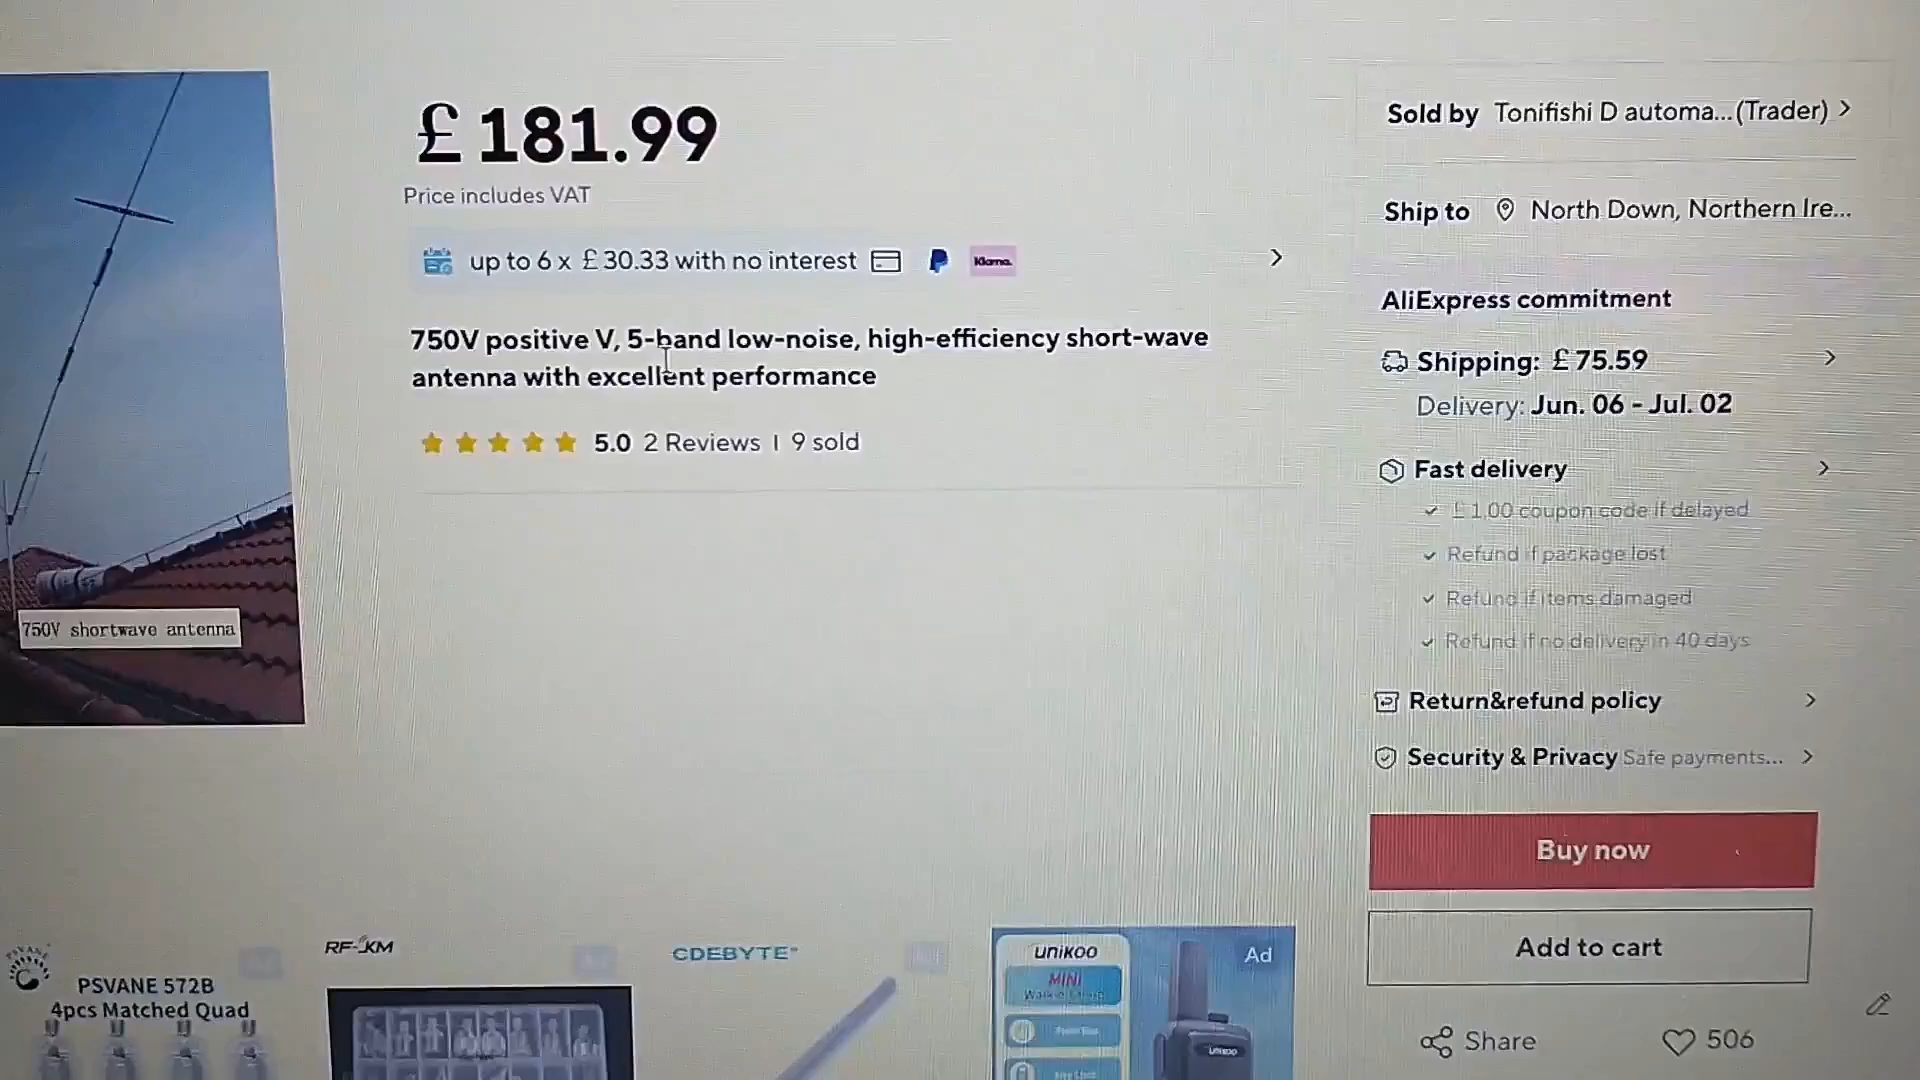 £181.99
Price includes VAT
up to 6 x £30.33 with no interest
Klarna.
750V positive V, 5-band low-noise, high-efficiency short-wave
antenna with excellent performance
5.0 2 Reviews | 9 sold
750V shortwave antenna
Sold by Tonifishi D automa...(Trader)
Ship to North Down, Northern Ire...
AliExpress commitment
Shipping: £75.59
Delivery: Jun. 06 - Jul. 02
Fast delivery
£1.00 coupon code if delayed
Refund if package lost
Refund if items damaged
Refund if no delivery in 40 days
Return&refund policy
Security & Privacy Safe payments...
Buy now
Add to cart
Share 506
PSVANE
PSVANE 572B
4pcs Matched Quad
RF-KM
CDEBYTE
Ad
UNIKOO
MINI
UNIKOO